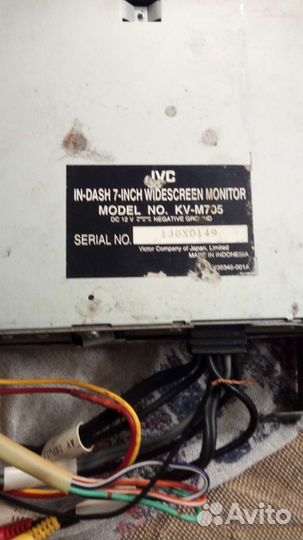 JVC
IN-DASH 7-INCH WIDESCREEN MONITOR
MODEL NO. KV-M705
DC 12 V NEGATIVE GROUND
SERIAL NO. 130X0149
Victor Company of Japan, Limited
MADE IN INDONESIA
Avito